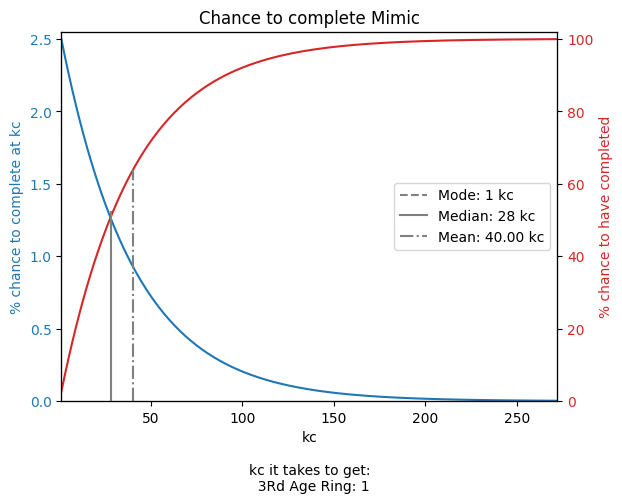 Chance to complete Mimic
% chance to complete at kc
2.5
2.0
1.5
1.0
0.5
0.0
100
80
60
40
20
0
% chance to have completed
Mode: 1 kc
Median: 28 kc
Mean: 40.00 kc
50
100
150
200
250
kc
kc it takes to get:
3Rd Age Ring: 1